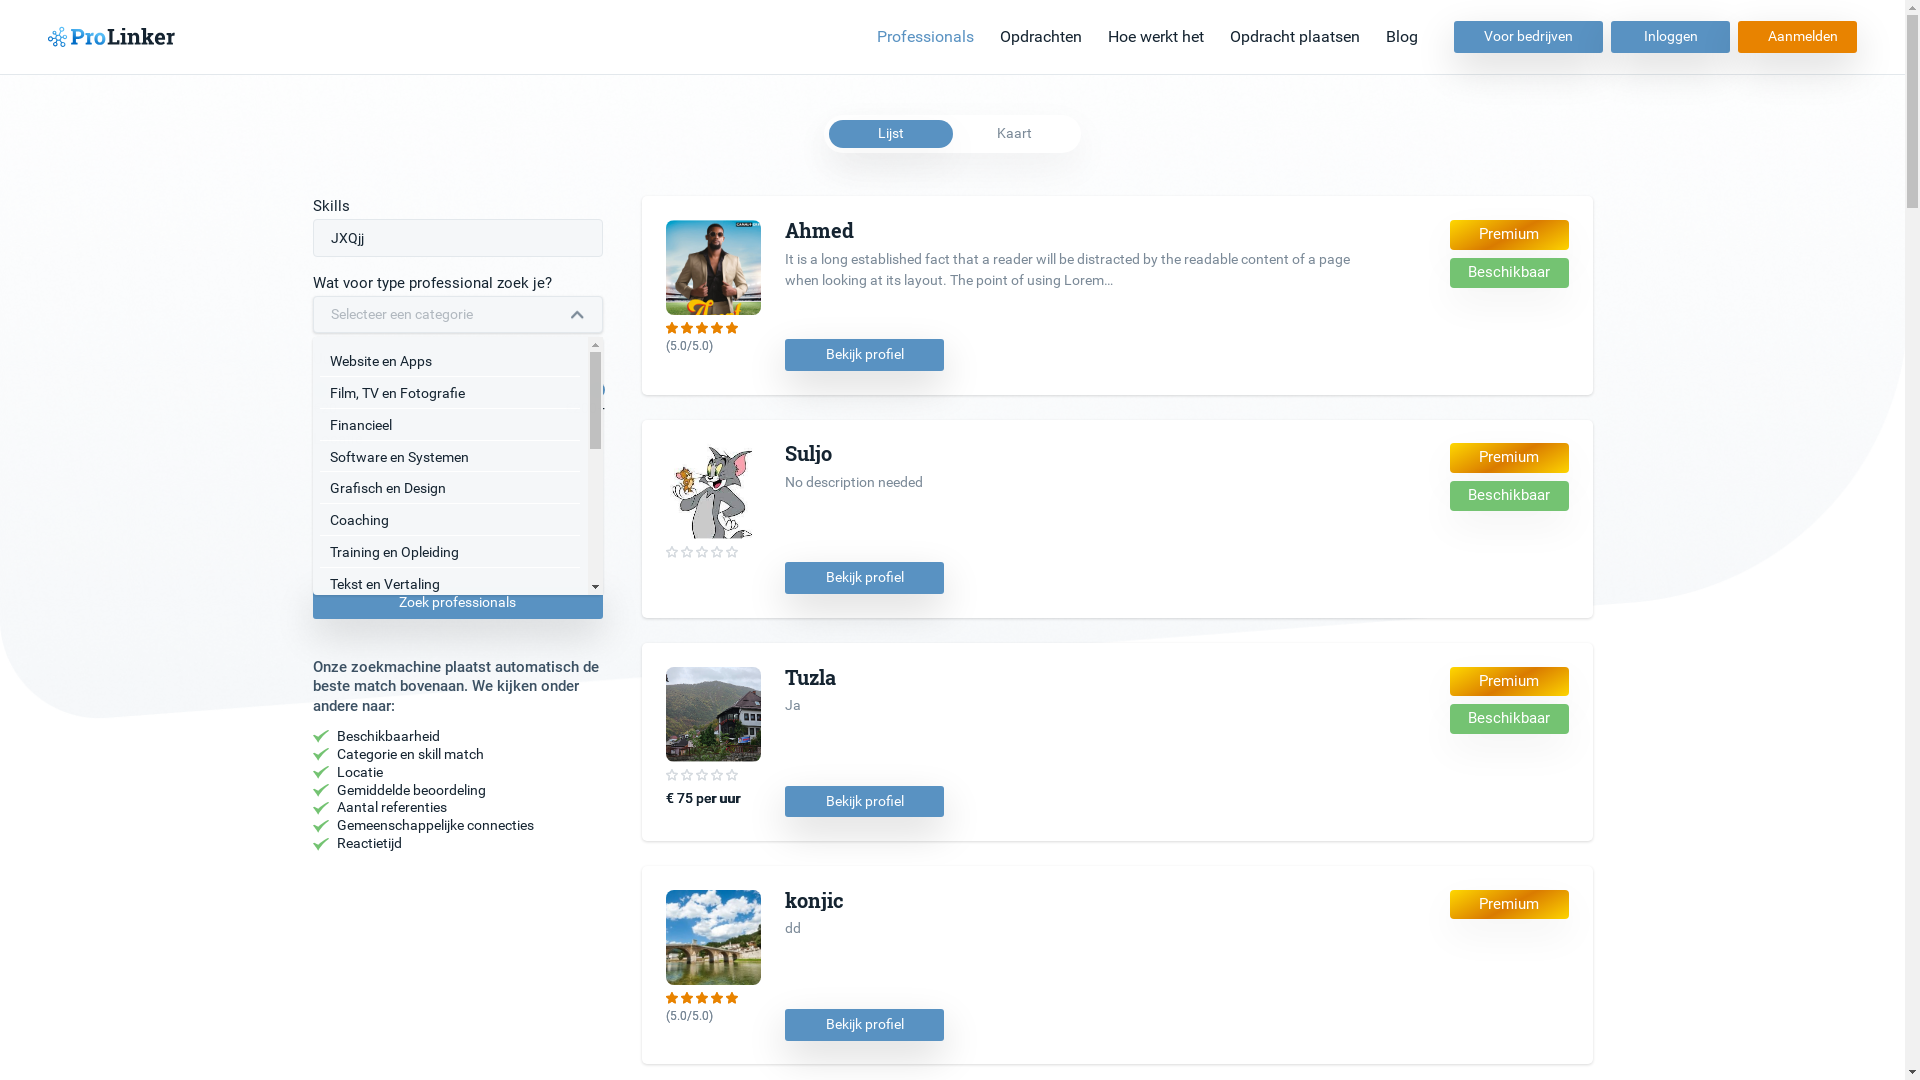 ProLinker
Professionals
Opdrachten
Hoe werkt het
Opdracht plaatsen
Blog
Voor bedrijven
Inloggen
Aanmelden
Lijst
Kaart
Skills
JXQjj
Wat voor type professional zoek je?
Selecteer een categorie
Website en Apps
Film, TV en Fotografie
Financieel
Software en Systemen
Grafisch en Design
Coaching
Training en Opleiding
Tekst en Vertaling
Zoek professionals
Onze zoekmachine plaatst automatisch de
beste match bovenaan. We kijken onder
andere naar:
Beschikbaarheid
Categorie en skill match
Locatie
Gemiddelde beoordeling
Aantal referenties
Gemeenschappelijke connecties
Reactietijd
Ahmed
It is a long established fact that a reader will be distracted by the readable content of a page
when looking at its layout. The point of using Lorem...
Premium
Beschikbaar
(5.0/5.0)
Bekijk profiel
Suljo
No description needed
Premium
Beschikbaar
Bekijk profiel
Tuzla
Ja
Premium
Beschikbaar
€ 75 per uur
Bekijk profiel
konjic
dd
Premium
(5.0/5.0)
Bekijk profiel